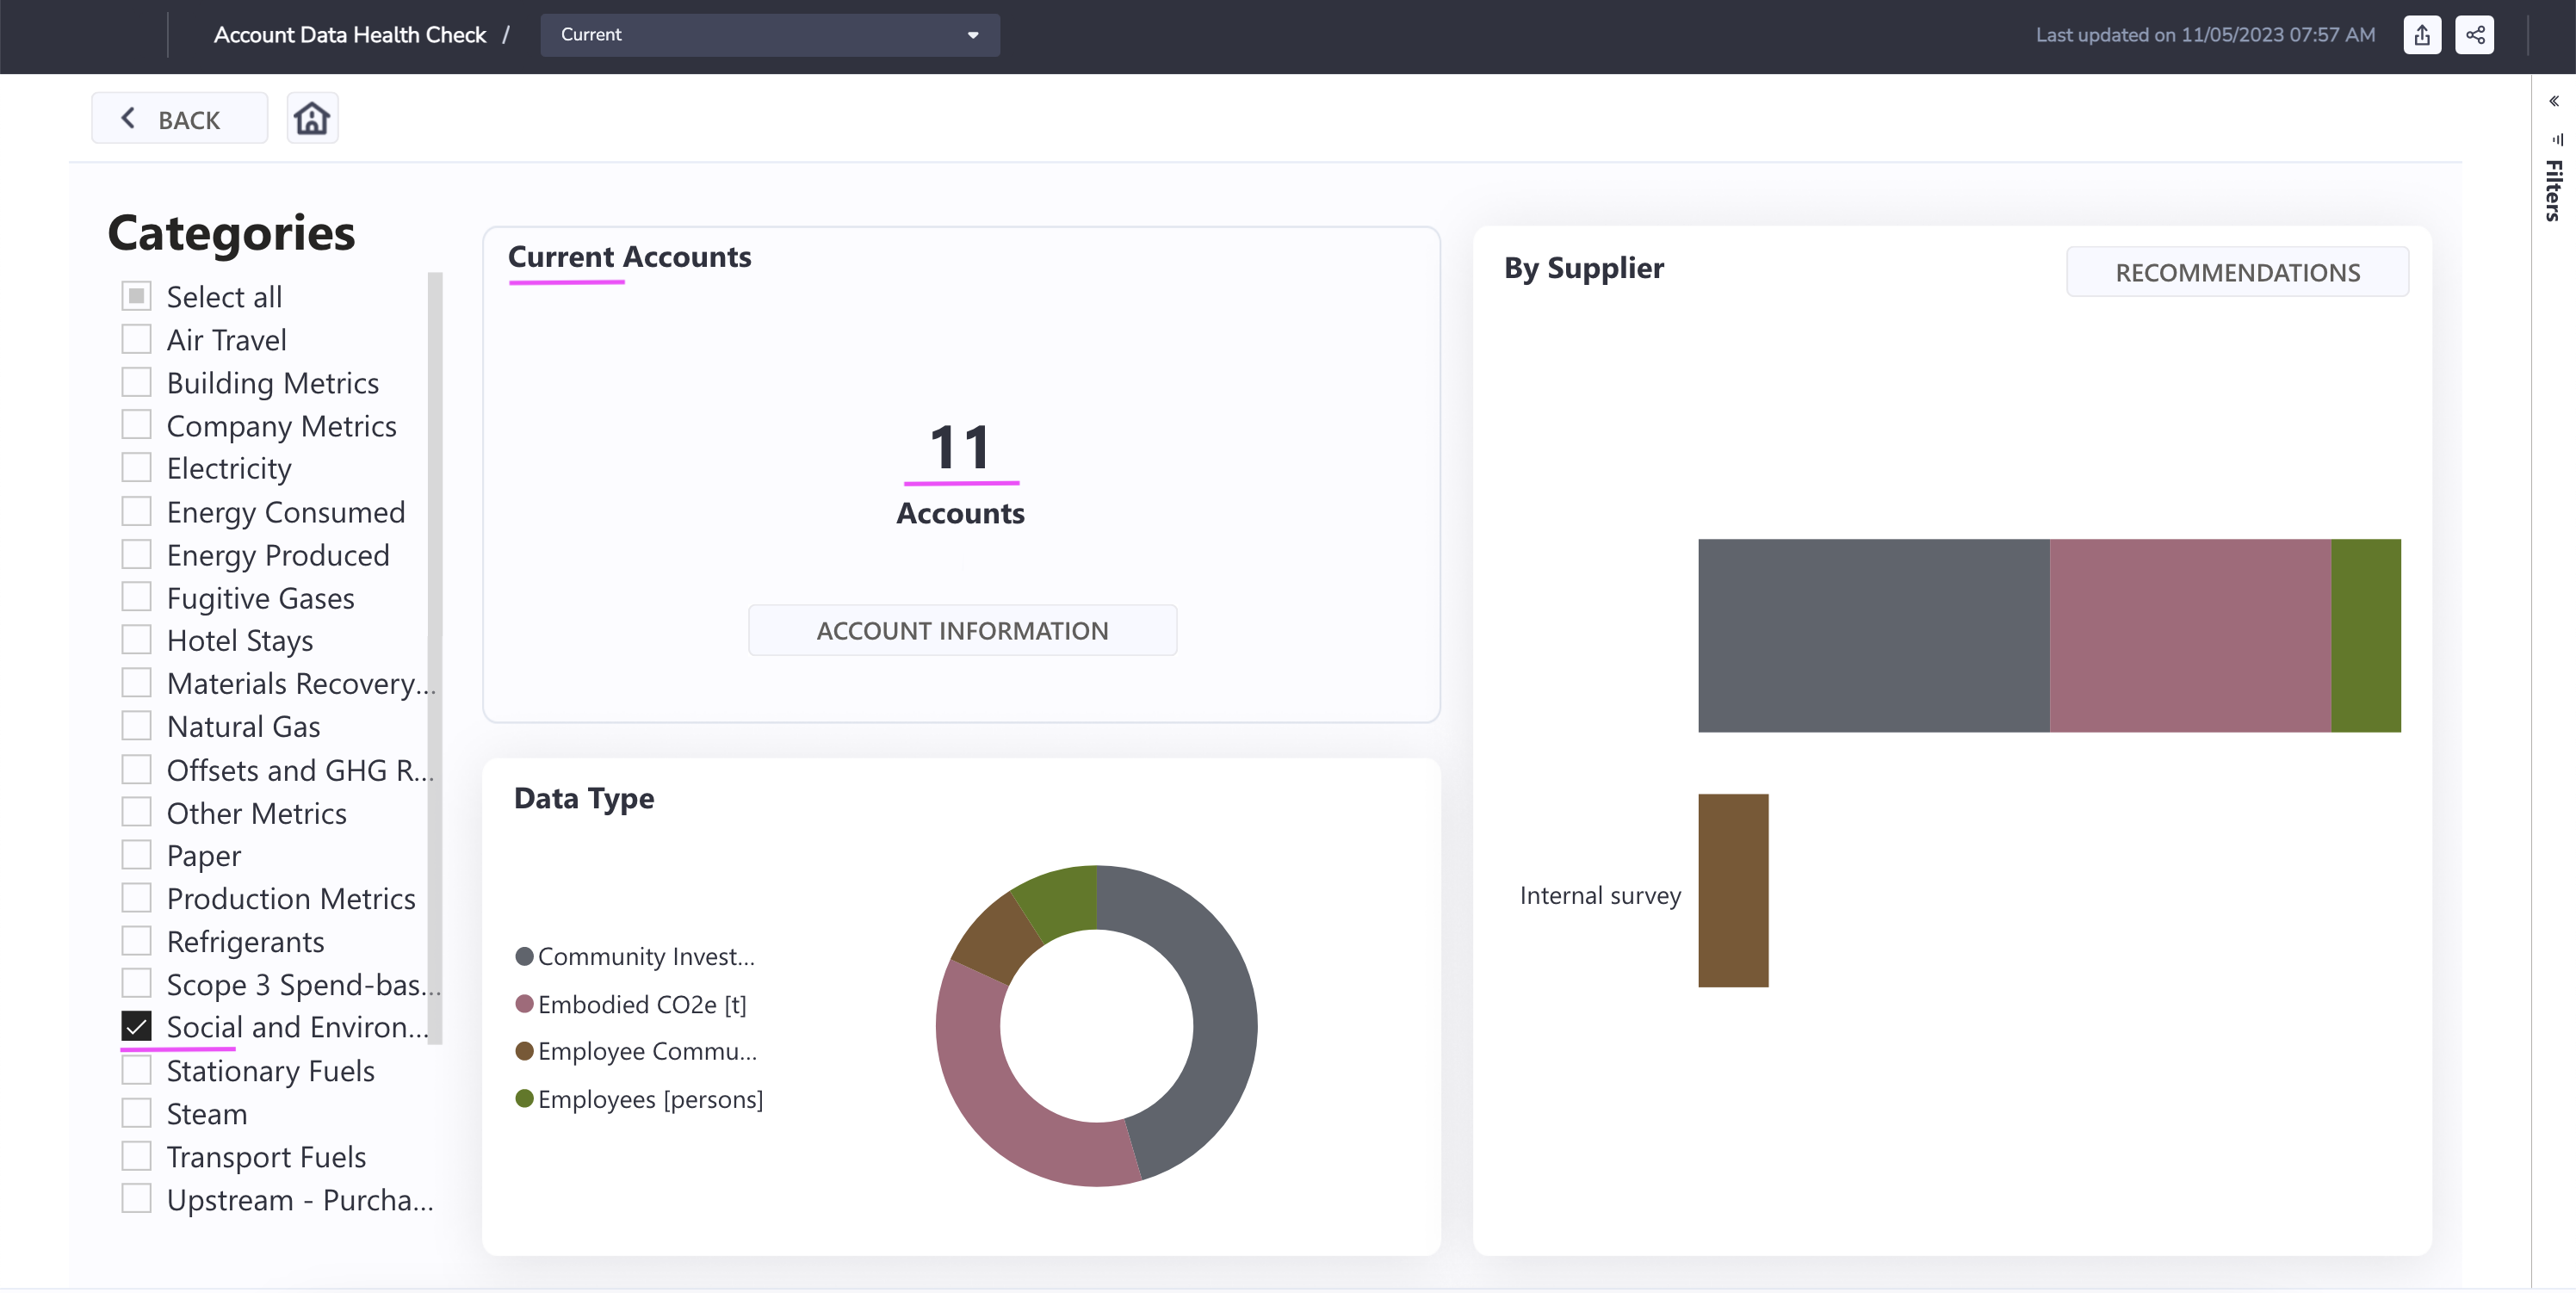 Account Data Health Check /
Current
Last updated on 11/05/2023 07:57 AM
BACK
Filters
Categories
Select all
Air Travel
Building Metrics
Company Metrics
Electricity
Energy Consumed
Energy Produced
Fugitive Gases
Hotel Stays
Materials Recovery...
Natural Gas
Offsets and GHG R...
Other Metrics
Paper
Production Metrics
Refrigerants
Scope 3 Spend-bas...
Social and Environ...
Stationary Fuels
Steam
Transport Fuels
Upstream - Purcha...
Current Accounts
11
Accounts
ACCOUNT INFORMATION
Data Type
Community Invest...
Embodied CO2e [t]
Employee Commu...
Employees [persons]
By Supplier
RECOMMENDATIONS
Internal survey